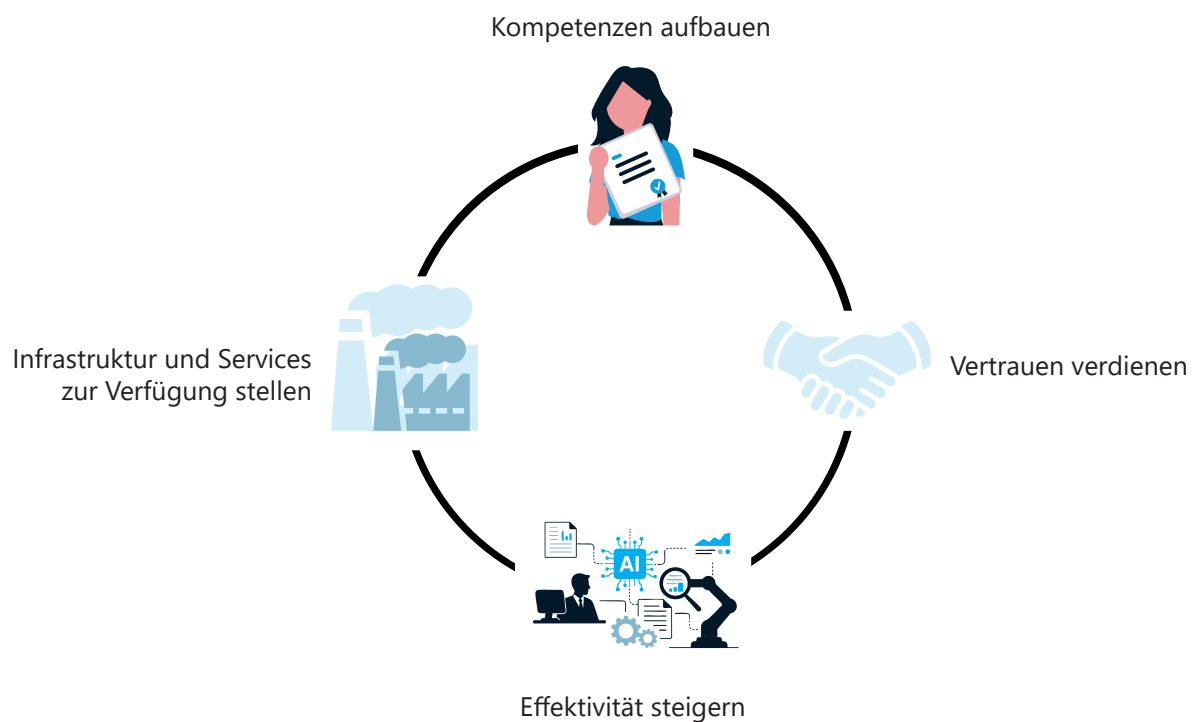 Kompetenzen aufbauen
Infrastruktur und Services
zur Verfügung stellen
Vertrauen verdienen
AI
Effektivität steigern